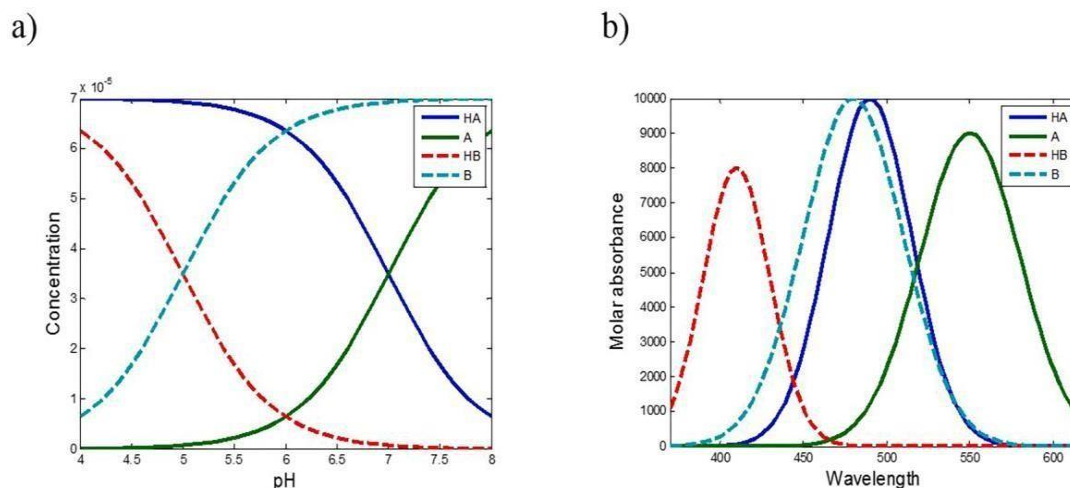 a)
b)
7 x 10^-5
6
5
4
3
2
1
0
Concentration
4 4.5 5 5.5 6 6.5 7 7.5 8
pH
HA
A
HB
B
10000
9000
8000
7000
6000
5000
4000
3000
2000
1000
0
Molar absorbance
400 450 500 550 600
Wavelength
HA
A
HB
B